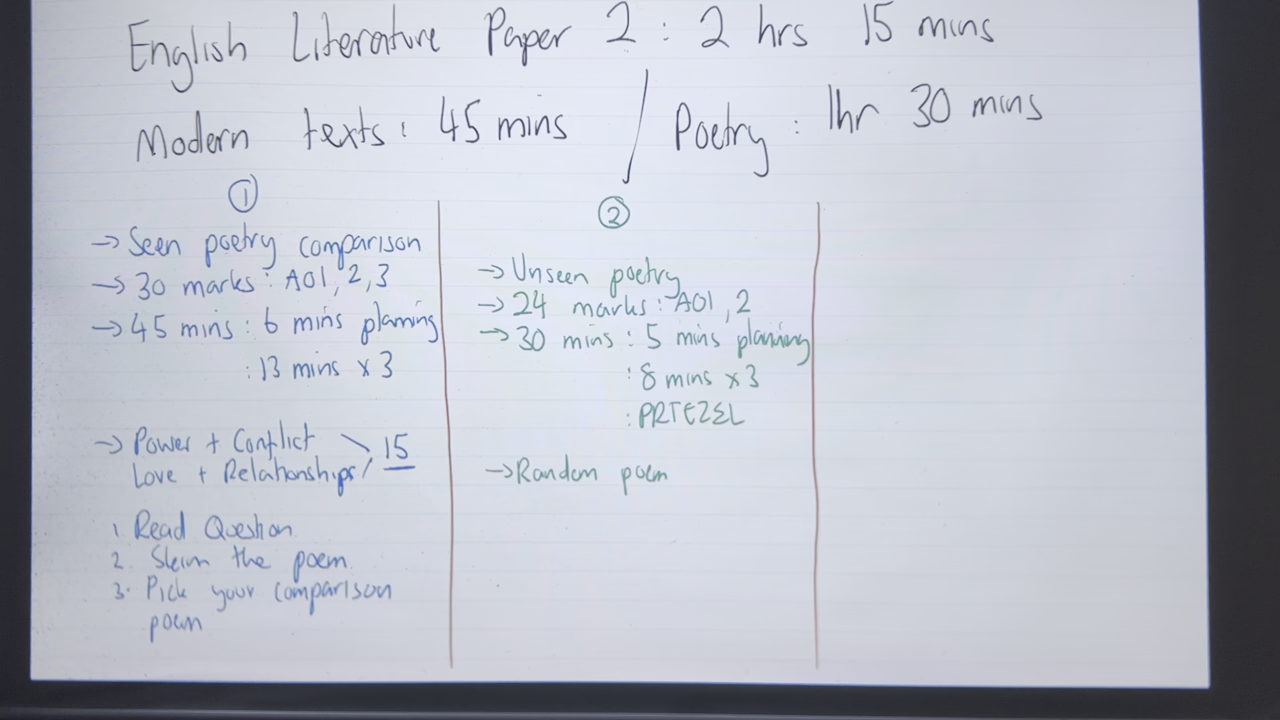 English Literature Paper 2 : 2 hrs 15 mins
Modern texts : 45 mins / Poetry : 1hr 30 mins
①
→ Seen poetry comparison
→ 30 marks : AO1, 2, 3
→ 45 mins : 6 mins planning
: 13 mins x 3
→ Power + Conflict
Love + Relationships
15
1. Read Question
2. Skim the poem.
3. Pick your comparison
poem
②
→ Unseen poetry
→ 24 marks : AO1, 2
→ 30 mins : 5 mins planning
: 8 mins x 3
: PRTEZEL
→ Random poem